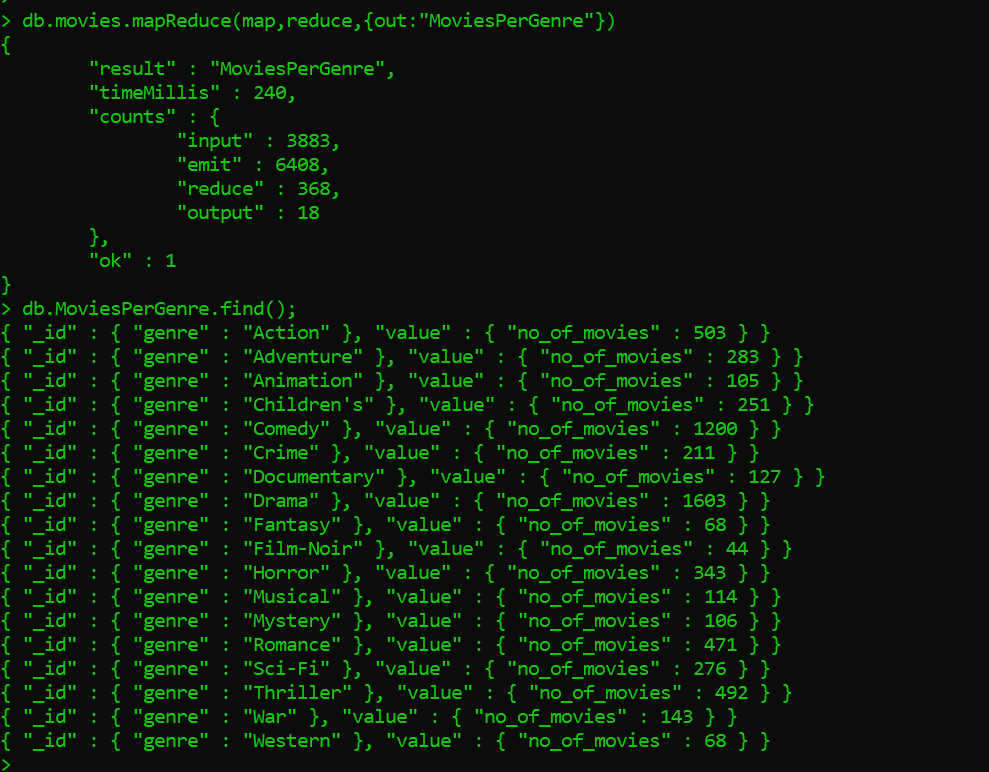 > db.movies.mapReduce(map,reduce,{out:"MoviesPerGenre"})
{
        "result" : "MoviesPerGenre",
        "timeMillis" : 240,
        "counts" : {
                "input" : 3883,
                "emit" : 6408,
                "reduce" : 368,
                "output" : 18
        },
        "ok" : 1
}
> db.MoviesPerGenre.find();
{ "_id" : { "genre" : "Action" }, "value" : { "no_of_movies" : 503 } }
{ "_id" : { "genre" : "Adventure" }, "value" : { "no_of_movies" : 283 } }
{ "_id" : { "genre" : "Animation" }, "value" : { "no_of_movies" : 105 } }
{ "_id" : { "genre" : "Children's" }, "value" : { "no_of_movies" : 251 } }
{ "_id" : { "genre" : "Comedy" }, "value" : { "no_of_movies" : 1200 } }
{ "_id" : { "genre" : "Crime" }, "value" : { "no_of_movies" : 211 } }
{ "_id" : { "genre" : "Documentary" }, "value" : { "no_of_movies" : 127 } }
{ "_id" : { "genre" : "Drama" }, "value" : { "no_of_movies" : 1603 } }
{ "_id" : { "genre" : "Fantasy" }, "value" : { "no_of_movies" : 68 } }
{ "_id" : { "genre" : "Film-Noir" }, "value" : { "no_of_movies" : 44 } }
{ "_id" : { "genre" : "Horror" }, "value" : { "no_of_movies" : 343 } }
{ "_id" : { "genre" : "Musical" }, "value" : { "no_of_movies" : 114 } }
{ "_id" : { "genre" : "Mystery" }, "value" : { "no_of_movies" : 106 } }
{ "_id" : { "genre" : "Romance" }, "value" : { "no_of_movies" : 471 } }
{ "_id" : { "genre" : "Sci-Fi" }, "value" : { "no_of_movies" : 276 } }
{ "_id" : { "genre" : "Thriller" }, "value" : { "no_of_movies" : 492 } }
{ "_id" : { "genre" : "War" }, "value" : { "no_of_movies" : 143 } }
{ "_id" : { "genre" : "Western" }, "value" : { "no_of_movies" : 68 } }
>